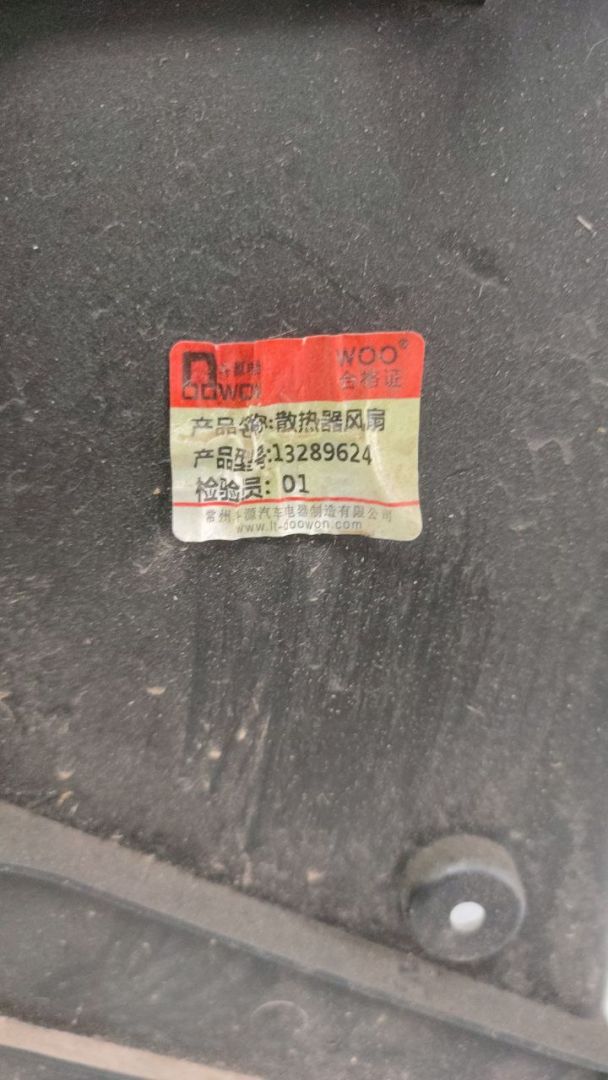 WOO®
DOOWON
合格证
产品名称:散热器风扇
产品型号:13289624
检验员: 01
常州斗源汽车电器制造有限公司
www.lt-doowon.com